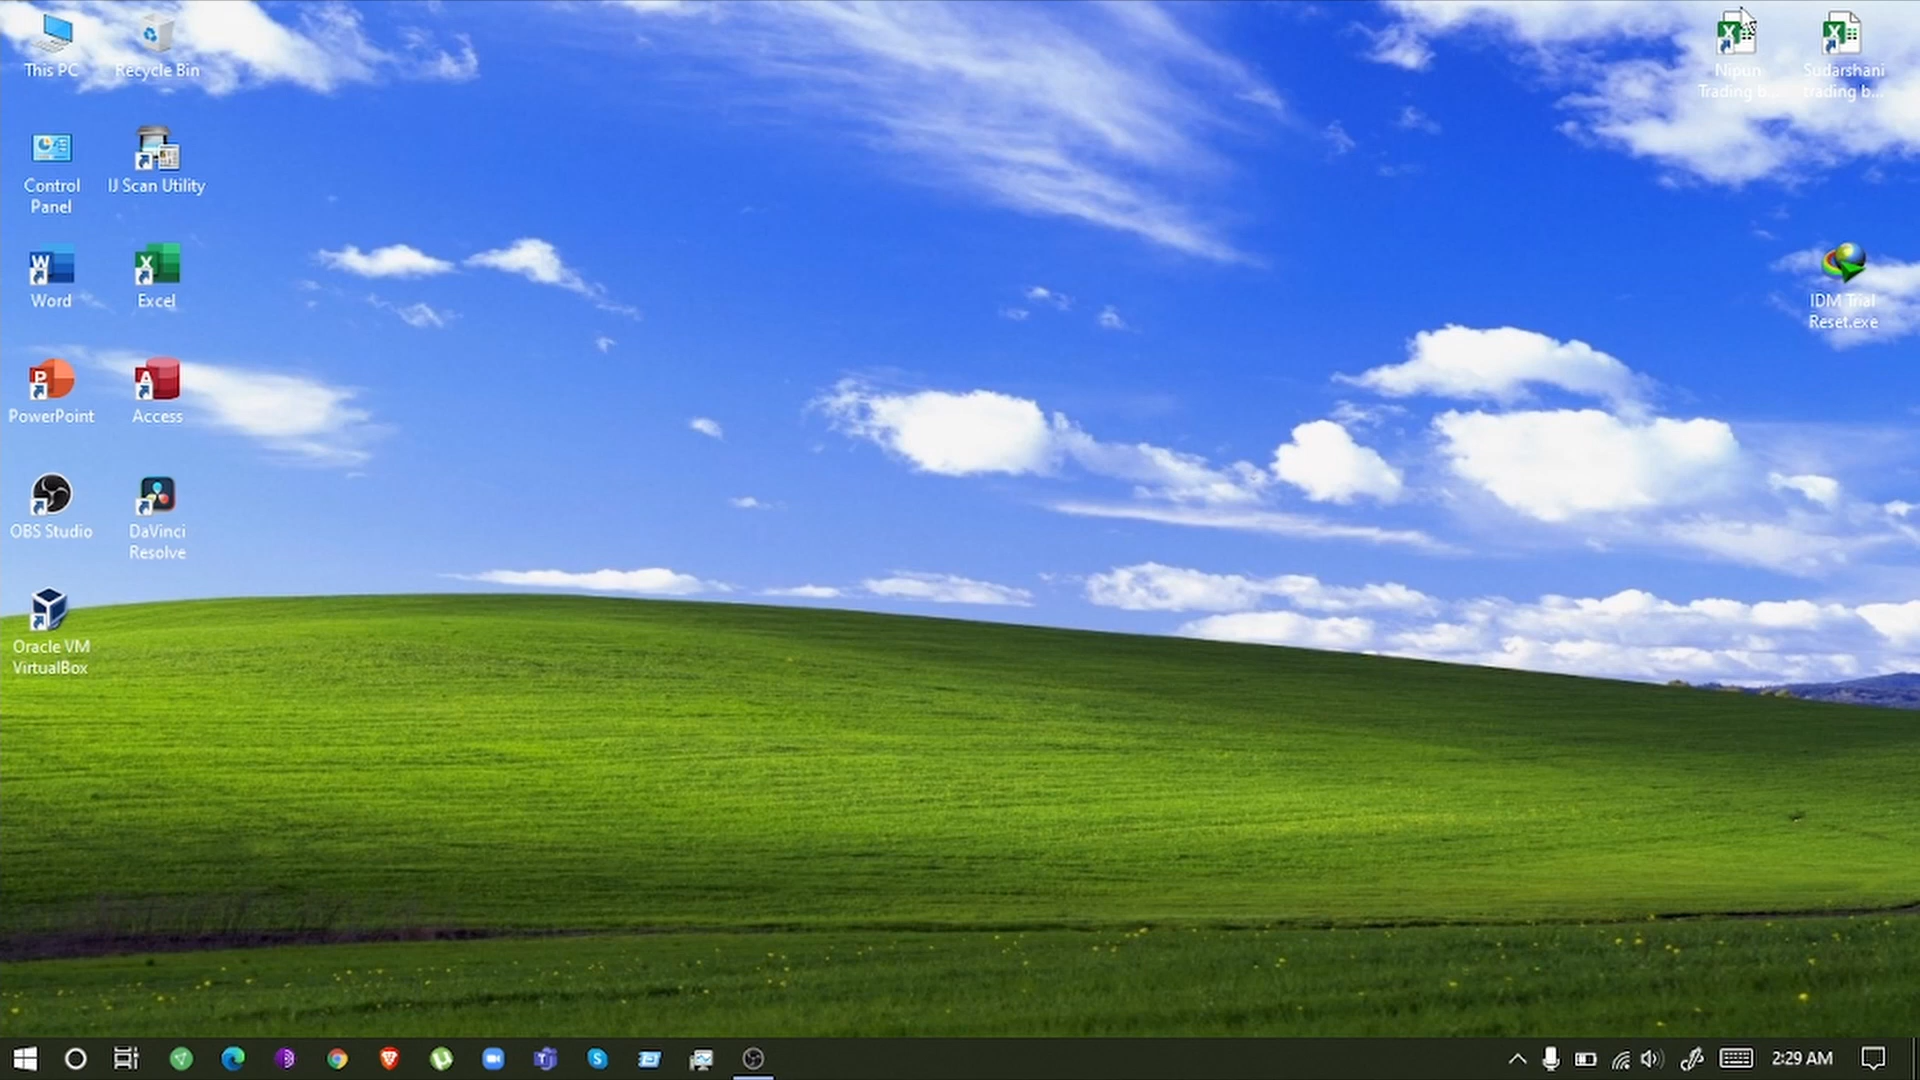 This PC
Recycle Bin
Nipun
Trading b...
Sudarshani
trading b...
Control
Panel
IJ Scan Utility
Word
Excel
IDM Trial
Reset.exe
PowerPoint
Access
OBS Studio
DaVinci
Resolve
Oracle VM
VirtualBox
2:29 AM